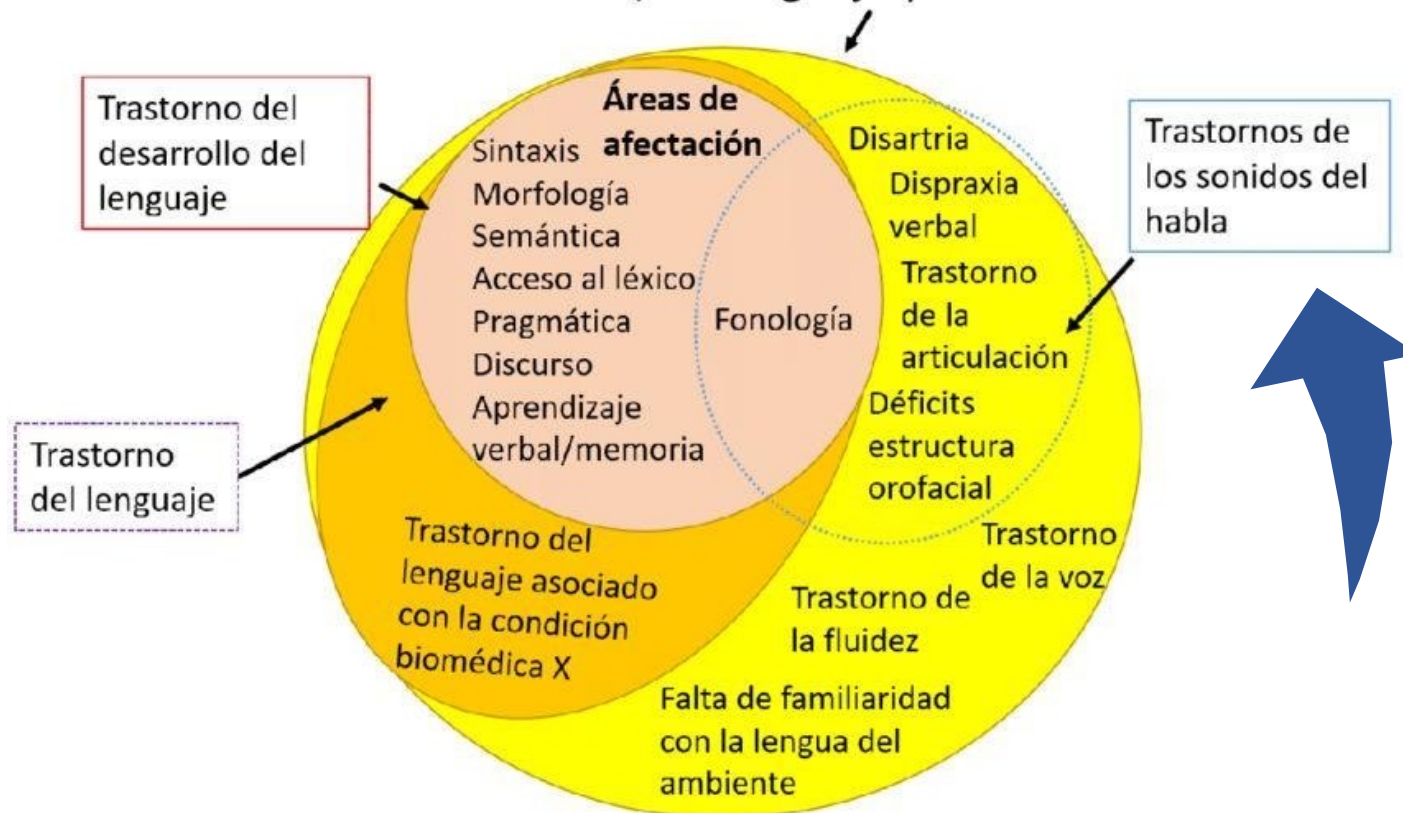 Trastorno del
desarrollo del
lenguaje
Áreas de
afectación
Sintaxis
Morfología
Semántica
Acceso al léxico
Pragmática
Discurso
Aprendizaje
verbal/memoria
Fonología
Disartria
Dispraxia
verbal
Trastorno
de la
articulación
Déficits
estructura
orofacial
Trastornos de
los sonidos del
habla
Trastorno
del lenguaje
Trastorno del
lenguaje asociado
con la condición
biomédica X
Trastorno
de la voz
Trastorno de
la fluidez
Falta de familiaridad
con la lengua del
ambiente